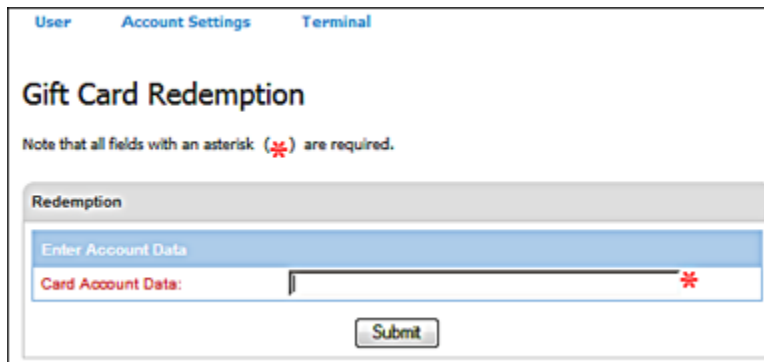 User Account Settings Terminal
Gift Card Redemption
Note that all fields with an asterisk (*) are required.
Redemption
Enter Account Data
Card Account Data: *
Submit